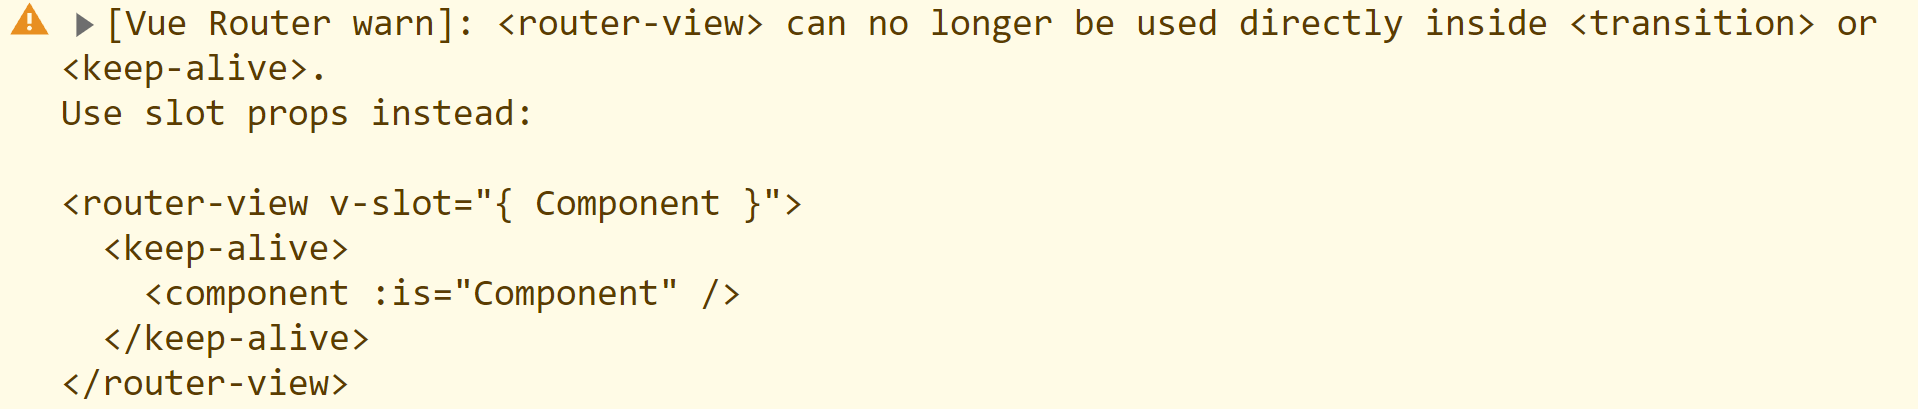 [Vue Router warn]: <router-view> can no longer be used directly inside <transition> or
<keep-alive>.
Use slot props instead:
<router-view v-slot="{ Component }">
<keep-alive>
<component :is="Component" />
</keep-alive>
</router-view>